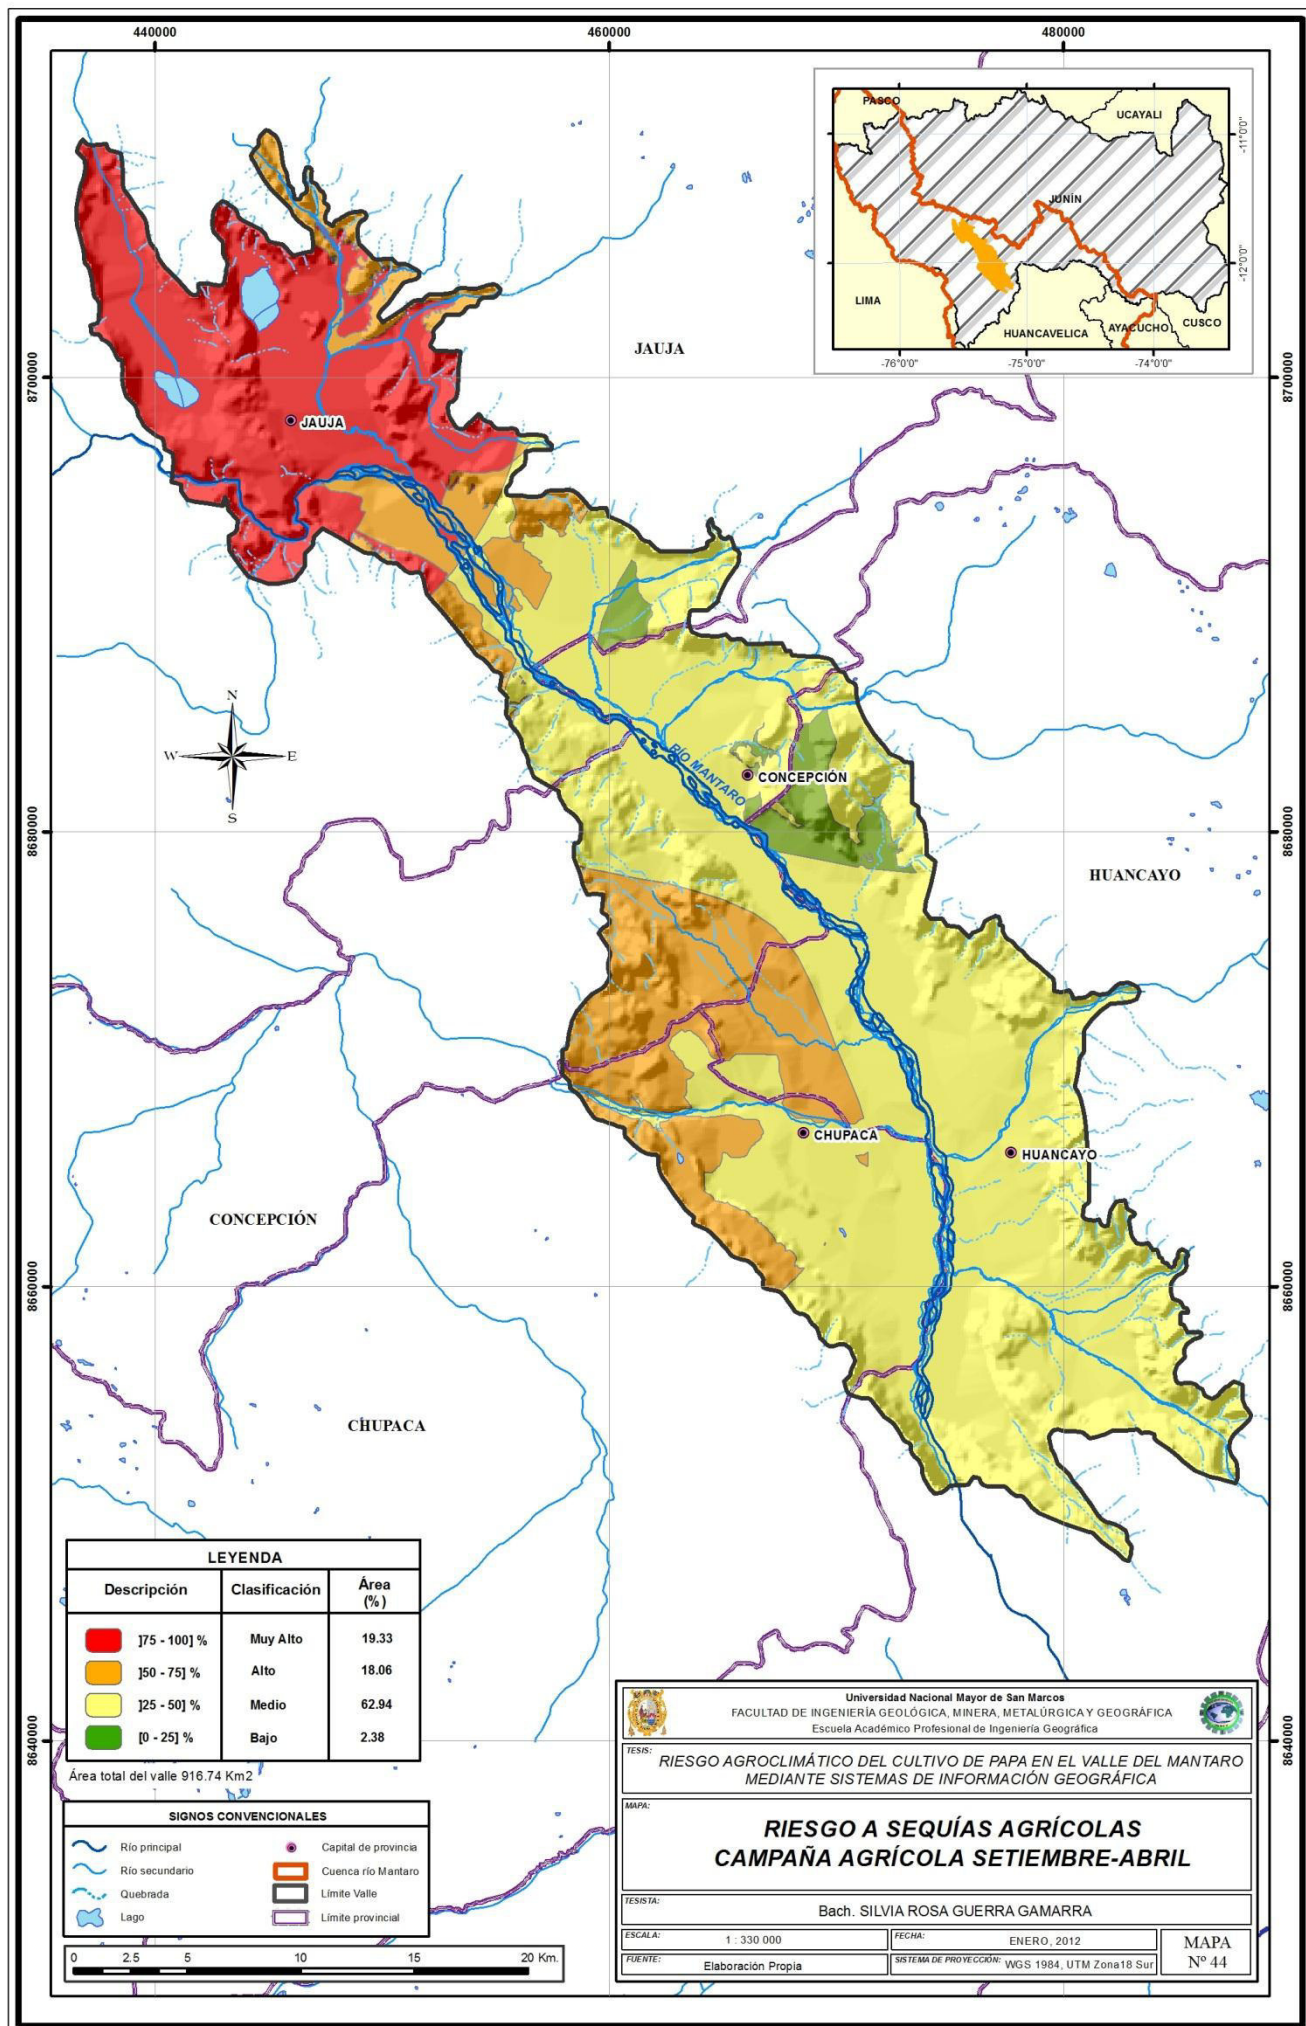 440000
460000
480000
8700000
8680000
8660000
8640000
8700000
8680000
8660000
8640000
PASCO
UCAYALI
JUNÍN
LIMA
HUANCAVELICA
AYACUCHO
CUSCO
-76°0'0"
-75°0'0"
-74°0'0"
-11°0'0"
-12°0'0"
JAUJA
JAUJA
N
W
E
S
RÍO MANTARO
CONCEPCIÓN
HUANCAYO
CHUPACA
HUANCAYO
CONCEPCIÓN
CHUPACA
LEYENDA
Descripción Clasificación Área
(%)
]75 - 100] % Muy Alto 19.33
]50 - 75] % Alto 18.06
]25 - 50] % Medio 62.94
[0 - 25] % Bajo 2.38
Área total del valle 916.74 Km2
SIGNOS CONVENCIONALES
Río principal Capital de provincia
Río secundario Cuenca río Mantaro
Quebrada Límite Valle
Lago Límite provincial
0 2.5 5 10 15 20 Km.
Universidad Nacional Mayor de San Marcos
FACULTAD DE INGENIERÍA GEOLÓGICA, MINERA, METALÚRGICA Y GEOGRÁFICA
Escuela Académico Profesional de Ingeniería Geográfica
TESIS:
RIESGO AGROCLIMÁTICO DEL CULTIVO DE PAPA EN EL VALLE DEL MANTARO
MEDIANTE SISTEMAS DE INFORMACIÓN GEOGRÁFICA
MAPA:
RIESGO A SEQUÍAS AGRÍCOLAS
CAMPAÑA AGRÍCOLA SETIEMBRE-ABRIL
TESISTA:
Bach. SILVIA ROSA GUERRA GAMARRA
ESCALA: 1 : 330 000 FECHA: ENERO, 2012
FUENTE: Elaboración Propia SISTEMA DE PROYECCIÓN: WGS 1984, UTM Zona18 Sur
MAPA
Nº 44